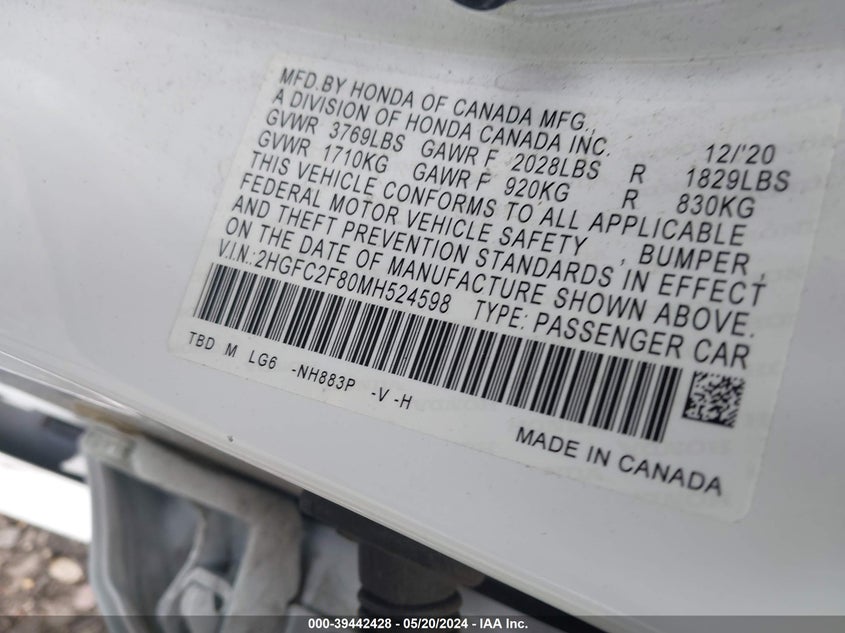 MFD.BY HONDA OF CANADA MFG.,
A DIVISION OF HONDA CANADA INC. 12/'20
GVWR 3769LBS GAWR F 2028LBS R 1829LBS
GVWR 1710KG GAWR F 920KG R 830KG
THIS VEHICLE CONFORMS TO ALL APPLICABLE
FEDERAL MOTOR VEHICLE SAFETY , BUMPER ,
AND THEFT PREVENTION STANDARDS IN EFFECT
ON THE DATE OF MANUFACTURE SHOWN ABOVE.
V.I.N.:2HGFC2F80MH524598 TYPE: PASSENGER CAR
TBD M LG6 -NH883P -V -H
MADE IN CANADA
000-39442428 - 05/20/2024 - IAA Inc.